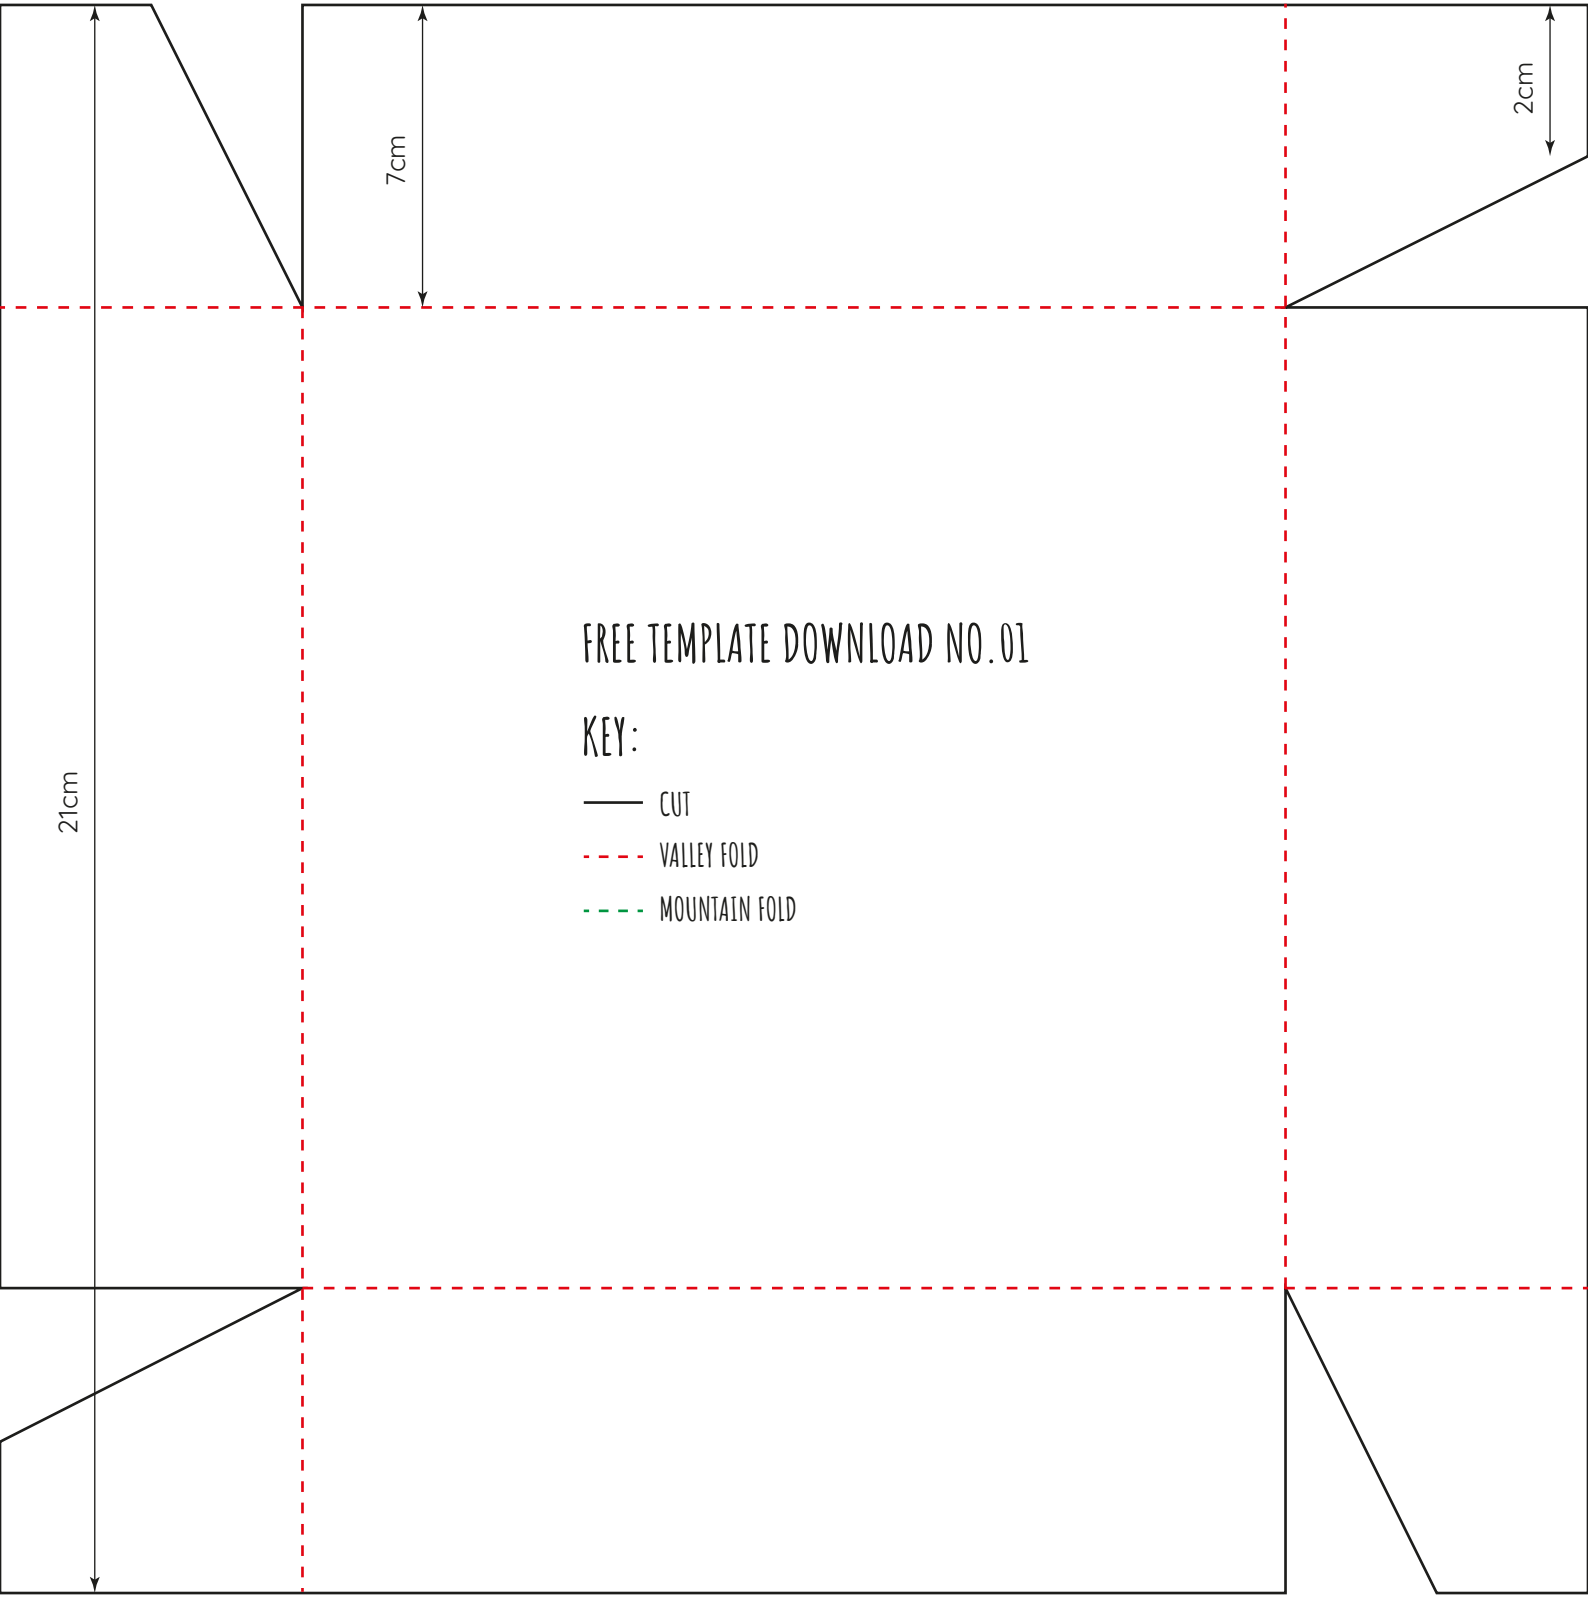 7cm
2cm
21cm
FREE TEMPLATE DOWNLOAD NO.01
KEY:
CUT
VALLEY FOLD
MOUNTAIN FOLD